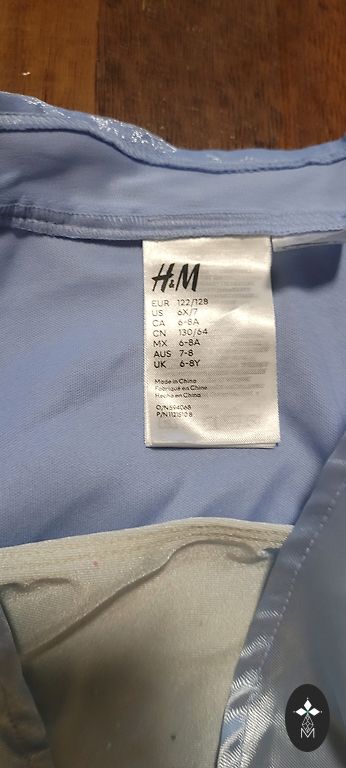 H&M
EUR 122/128
US 6X/7
CA 6-8A
CN 130/64
MX 6-8A
AUS 7-8
UK 6-8Y
Made in China
Fabriqué en Chine
Hecho en China
O/N 594068
M